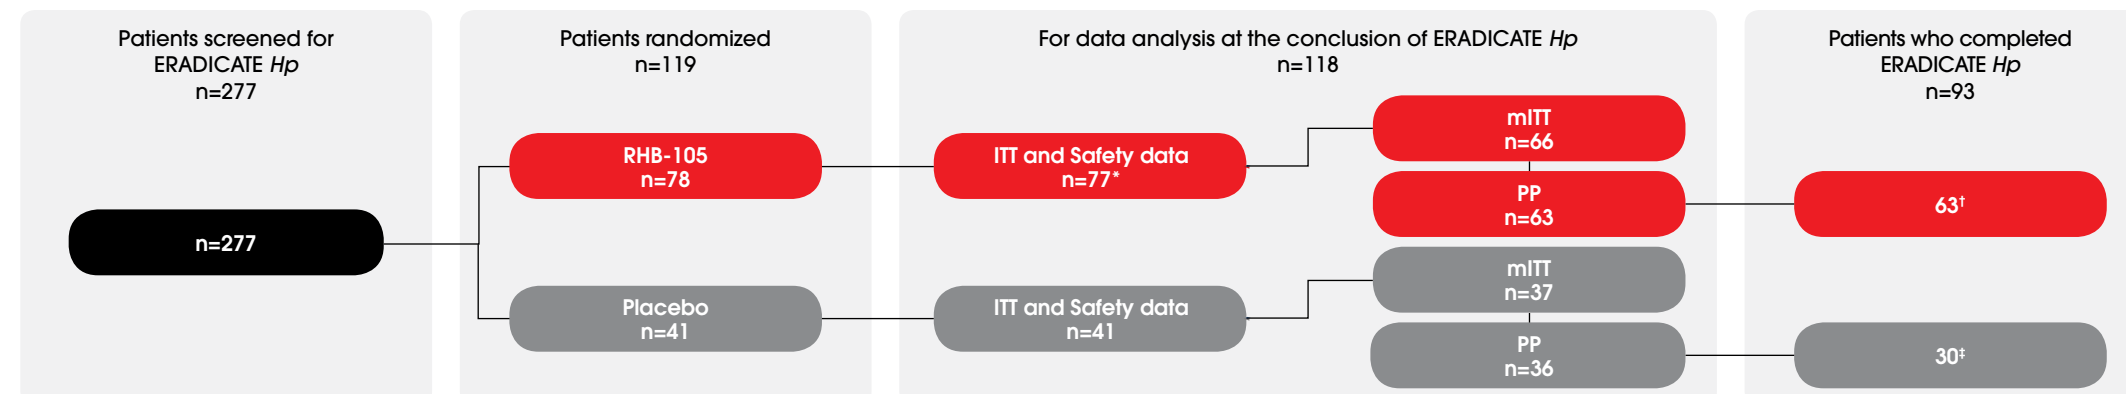 Patients screened for
ERADICATE Hp
n=277
n=277
Patients randomized
n=119
RHB-105
n=78
Placebo
n=41
For data analysis at the conclusion of ERADICATE Hp
n=118
ITT and Safety data
n=77*
ITT and Safety data
n=41
mITT
n=66
PP
n=63
mITT
n=37
PP
n=36
Patients who completed
ERADICATE Hp
n=93
63†
30‡